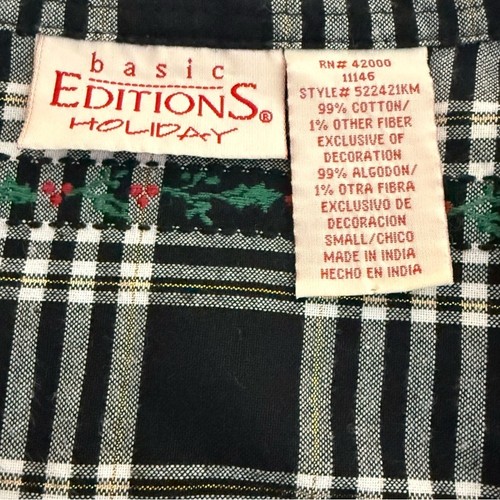 basic
EDITIONS®
HOLIDAY
RN# 42000
11146
STYLE# 522421KM
99% COTTON/
1% OTHER FIBER
EXCLUSIVE OF
DECORATION
99% ALGODON/
1% OTRA FIBRA
EXCLUSIVO DE
DECORACION
SMALL/CHICO
MADE IN INDIA
HECHO EN INDIA